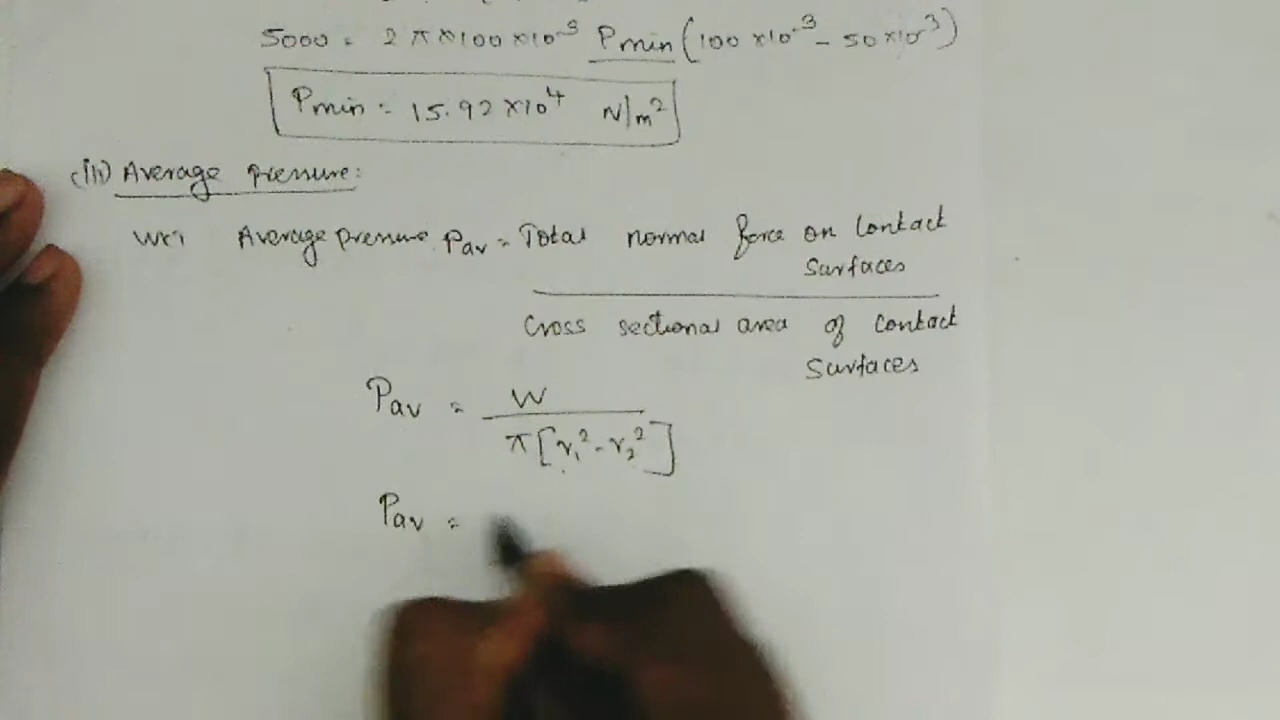 5000 = 2 π × 100 × 10⁻³ Pmin (100 × 10⁻³ - 50 × 10⁻³)
Pmin = 15.92 × 10⁴ N/m²
(iii) Average pressure:
WKT Average pressure Pav = Total normal force on contact
surfaces
Cross sectional area of contact
surfaces
Pav = W
π[r₁² - r₂²]
Pav =